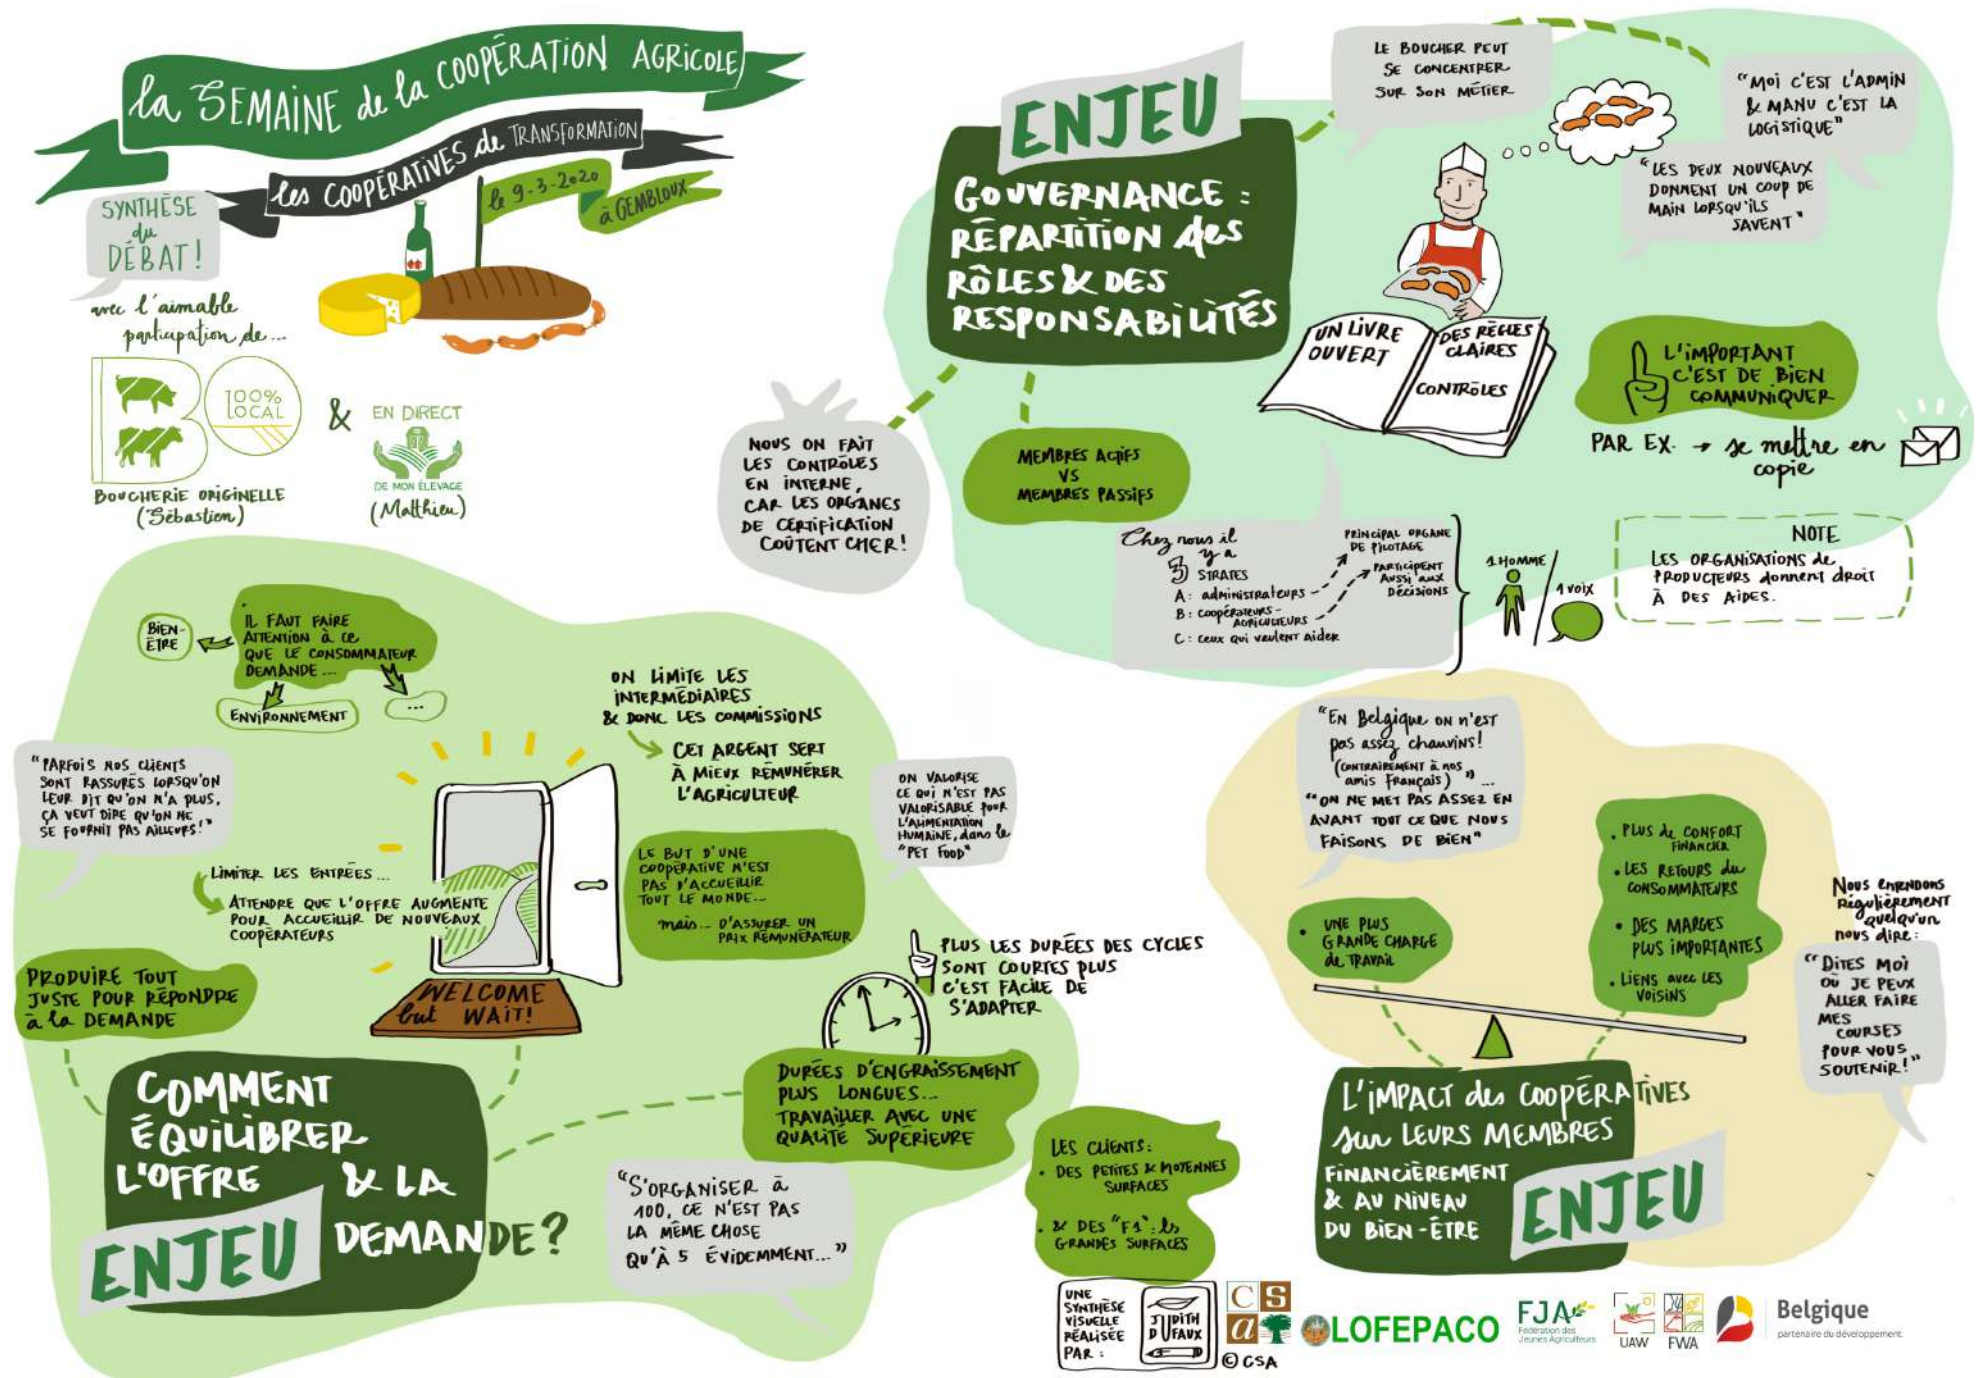 la SEMAINE de la COOPÉRATION AGRICOLE
les COOPÉRATIVES de TRANSFORMATION
le 9-3-2020
à GEMBLOUX
SYNTHÈSE
du
DÉBAT!
avec l'aimable
participation de...
100%
LOCAL
&
EN DIRECT
DE MON ÉLEVAGE
BOUCHERIE ORIGINELLE
(Sébastien)
(Matthieu)
ENJEU
GOUVERNANCE :
RÉPARTITION des
RÔLES & DES
RESPONSABILITÉS
LE BOUCHER PEUT
SE CONCENTRER
SUR SON MÉTIER
"MOI C'EST L'ADMIN
& MANU C'EST LA
LOGISTIQUE"
"LES DEUX NOUVEAUX
DONNENT UN COUP DE
MAIN LORSQU'ILS
SAVENT"
UN LIVRE
OUVERT
DES RÈGLES
CLAIRES
CONTRÔLES
L'IMPORTANT
C'EST DE BIEN
COMMUNIQUER
PAR EX. → se mettre en
copie
NOUS ON FAIT
LES CONTRÔLES
EN INTERNE,
CAR LES ORGANES
DE CERTIFICATION
COÛTENT CHER!
MEMBRES ACTIFS
VS
MEMBRES PASSIFS
Chez nous il
y a
3 STRATES
A : administrateurs
B : coopérateurs-
AGRICULTEURS
C : ceux qui veulent aider
PRINCIPAL ORGANE
DE PILOTAGE
PARTICIPENT
AUSSI aux
DÉCISIONS
1 HOMME
1 VOIX
NOTE
LES ORGANISATIONS de
PRODUCTEURS donnent droit
À DES AIDES.
BIEN-
ÊTRE
IL FAUT FAIRE
ATTENTION à CE
QUE LE CONSOMMATEUR
DEMANDE...
ENVIRONNEMENT
...
"PARFOIS NOS CLIENTS
SONT RASSURÉS LORSQU'ON
LEUR DIT QU'ON N'A PLUS,
ÇA VEUT DIRE QU'ON NE
SE FOURNIT PAS AILLEURS!"
ON LIMITE LES
INTERMÉDIAIRES
& DONC LES COMMISSIONS
CET ARGENT SERT
À MIEUX RÉMUNÉRER
L'AGRICULTEUR
ON VALORISE
CE QUI N'EST PAS
VALORISABLE POUR
L'ALIMENTATION
HUMAINE, dans le
"PET FOOD"
LIMITER LES ENTRÉES...
ATTENDRE QUE L'OFFRE AUGMENTE
POUR ACCUEILLIR DE NOUVEAUX
COOPÉRATEURS
LE BUT D'UNE
COOPÉRATIVE N'EST
PAS D'ACCUEILLIR
TOUT LE MONDE...
mais... D'ASSURER UN
PRIX RÉMUNÉRATEUR
PRODUIRE TOUT
JUSTE POUR RÉPONDRE
à la DEMANDE
WELCOME
but WAIT!
PLUS LES DURÉES DES CYCLES
SONT COURTES PLUS
C'EST FACILE DE
S'ADAPTER
DURÉES D'ENGRAISSEMENT
PLUS LONGUES...
TRAVAILLER AVEC UNE
QUALITÉ SUPÉRIEURE
COMMENT
ÉQUILIBRER
L'OFFRE & LA
DEMANDE?
ENJEU
"S'ORGANISER à
100, CE N'EST PAS
LA MÊME CHOSE
QU'À 5 ÉVIDEMMENT..."
LES CLIENTS:
• DES PETITES & MOYENNES
SURFACES
• & DES "F1": les
GRANDES SURFACES
"EN Belgique ON N'EST
pas assez chauvins!
(CONTRAIREMENT à nos
amis FRANÇAIS)" ...
"ON NE MET PAS ASSEZ EN
AVANT TOUT CE QUE NOUS
FAISONS DE BIEN"
• UNE PLUS
GRANDE CHARGE
de TRAVAIL
• PLUS de CONFORT
FINANCIER
• LES RETOURS du
CONSOMMATEURS
• DES MARGES
PLUS IMPORTANTES
• LIENS avec LES
VOISINS
NOUS ENTENDONS
Régulièrement
quelqu'un
nous dire:
"DITES MOI
OÙ JE PEUX
ALLER FAIRE
MES
COURSES
POUR VOUS
SOUTENIR!"
L'IMPACT des COOPÉRATIVES
sur LEURS MEMBRES
FINANCIÈREMENT
& AU NIVEAU
DU BIEN-ÊTRE
ENJEU
UNE
SYNTHÈSE
VISUELLE
RÉALISÉE
PAR :
JUDITH
DUFAUX
CSa
© CSA
LOFEPACO
FJA
Fédération des
Jeunes Agriculteurs
UAW
FWA
Belgique
partenaire du développement